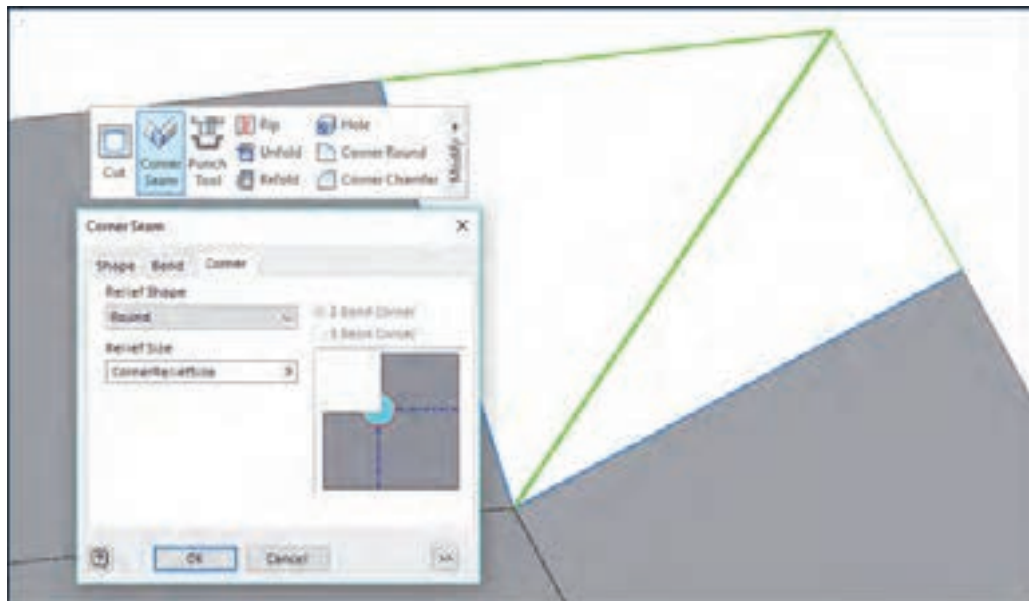 Cut
Corner Seam
Punch Tool
Rip
Unfold
Refold
Hole
Corner Round
Corner Chamfer
Modify
Corner Seam
Shape Bend Corner
Relief Shape
Round
Relief Size
CornerReliefSize
2 Bend Corner
3 Bend Corner
OK
Cancel
>>